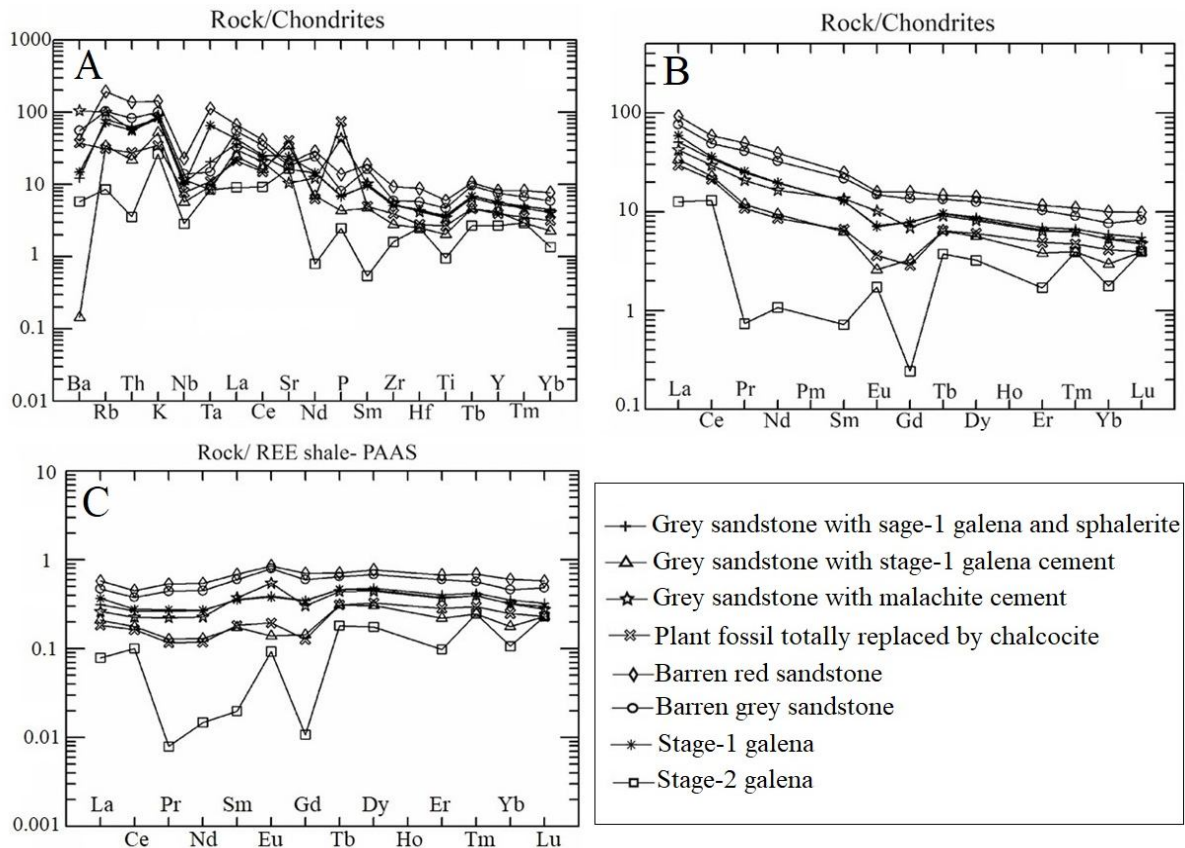 Rock/Chondrites
A
1000
100
10
1
0.1
0.01
Ba Th Nb La Sr P Zr Ti Y Yb
Rb K Ta Ce Nd Sm Hf Tb Tm
Rock/Chondrites
B
100
10
1
0.1
La Pr Pm Eu Tb Ho Tm Lu
Ce Nd Sm Gd Dy Er Yb
Rock/ REE shale- PAAS
C
10
1
0.1
0.01
0.001
La Pr Sm Gd Dy Er Yb
Ce Nd Eu Tb Ho Tm Lu
Grey sandstone with sage-1 galena and sphalerite
Grey sandstone with stage-1 galena cement
Grey sandstone with malachite cement
Plant fossil totally replaced by chalcocite
Barren red sandstone
Barren grey sandstone
Stage-1 galena
Stage-2 galena